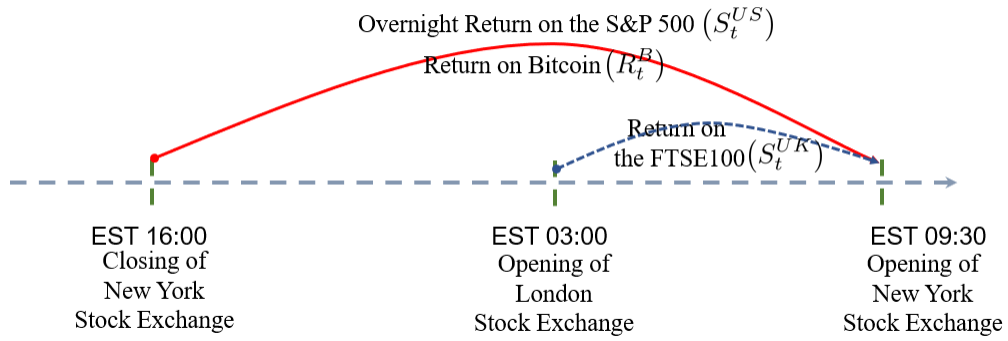 Overnight Return on the S&P 500 (S_t^{US})
Return on Bitcoin (R_t^B)
Return on
the FTSE100 (S_t^{UK})
EST 16:00
Closing of
New York
Stock Exchange
EST 03:00
Opening of
London
Stock Exchange
EST 09:30
Opening of
New York
Stock Exchange